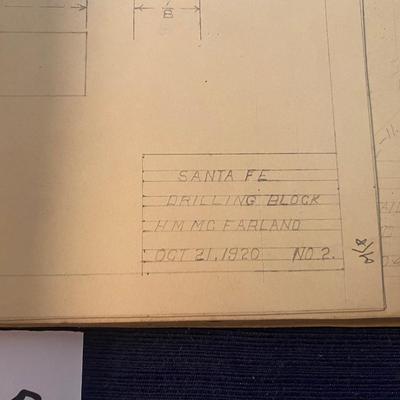 SANTA FE
DRILLING BLOCK
H.M. MC FARLAND
OCT 21, 1920 NO 2.